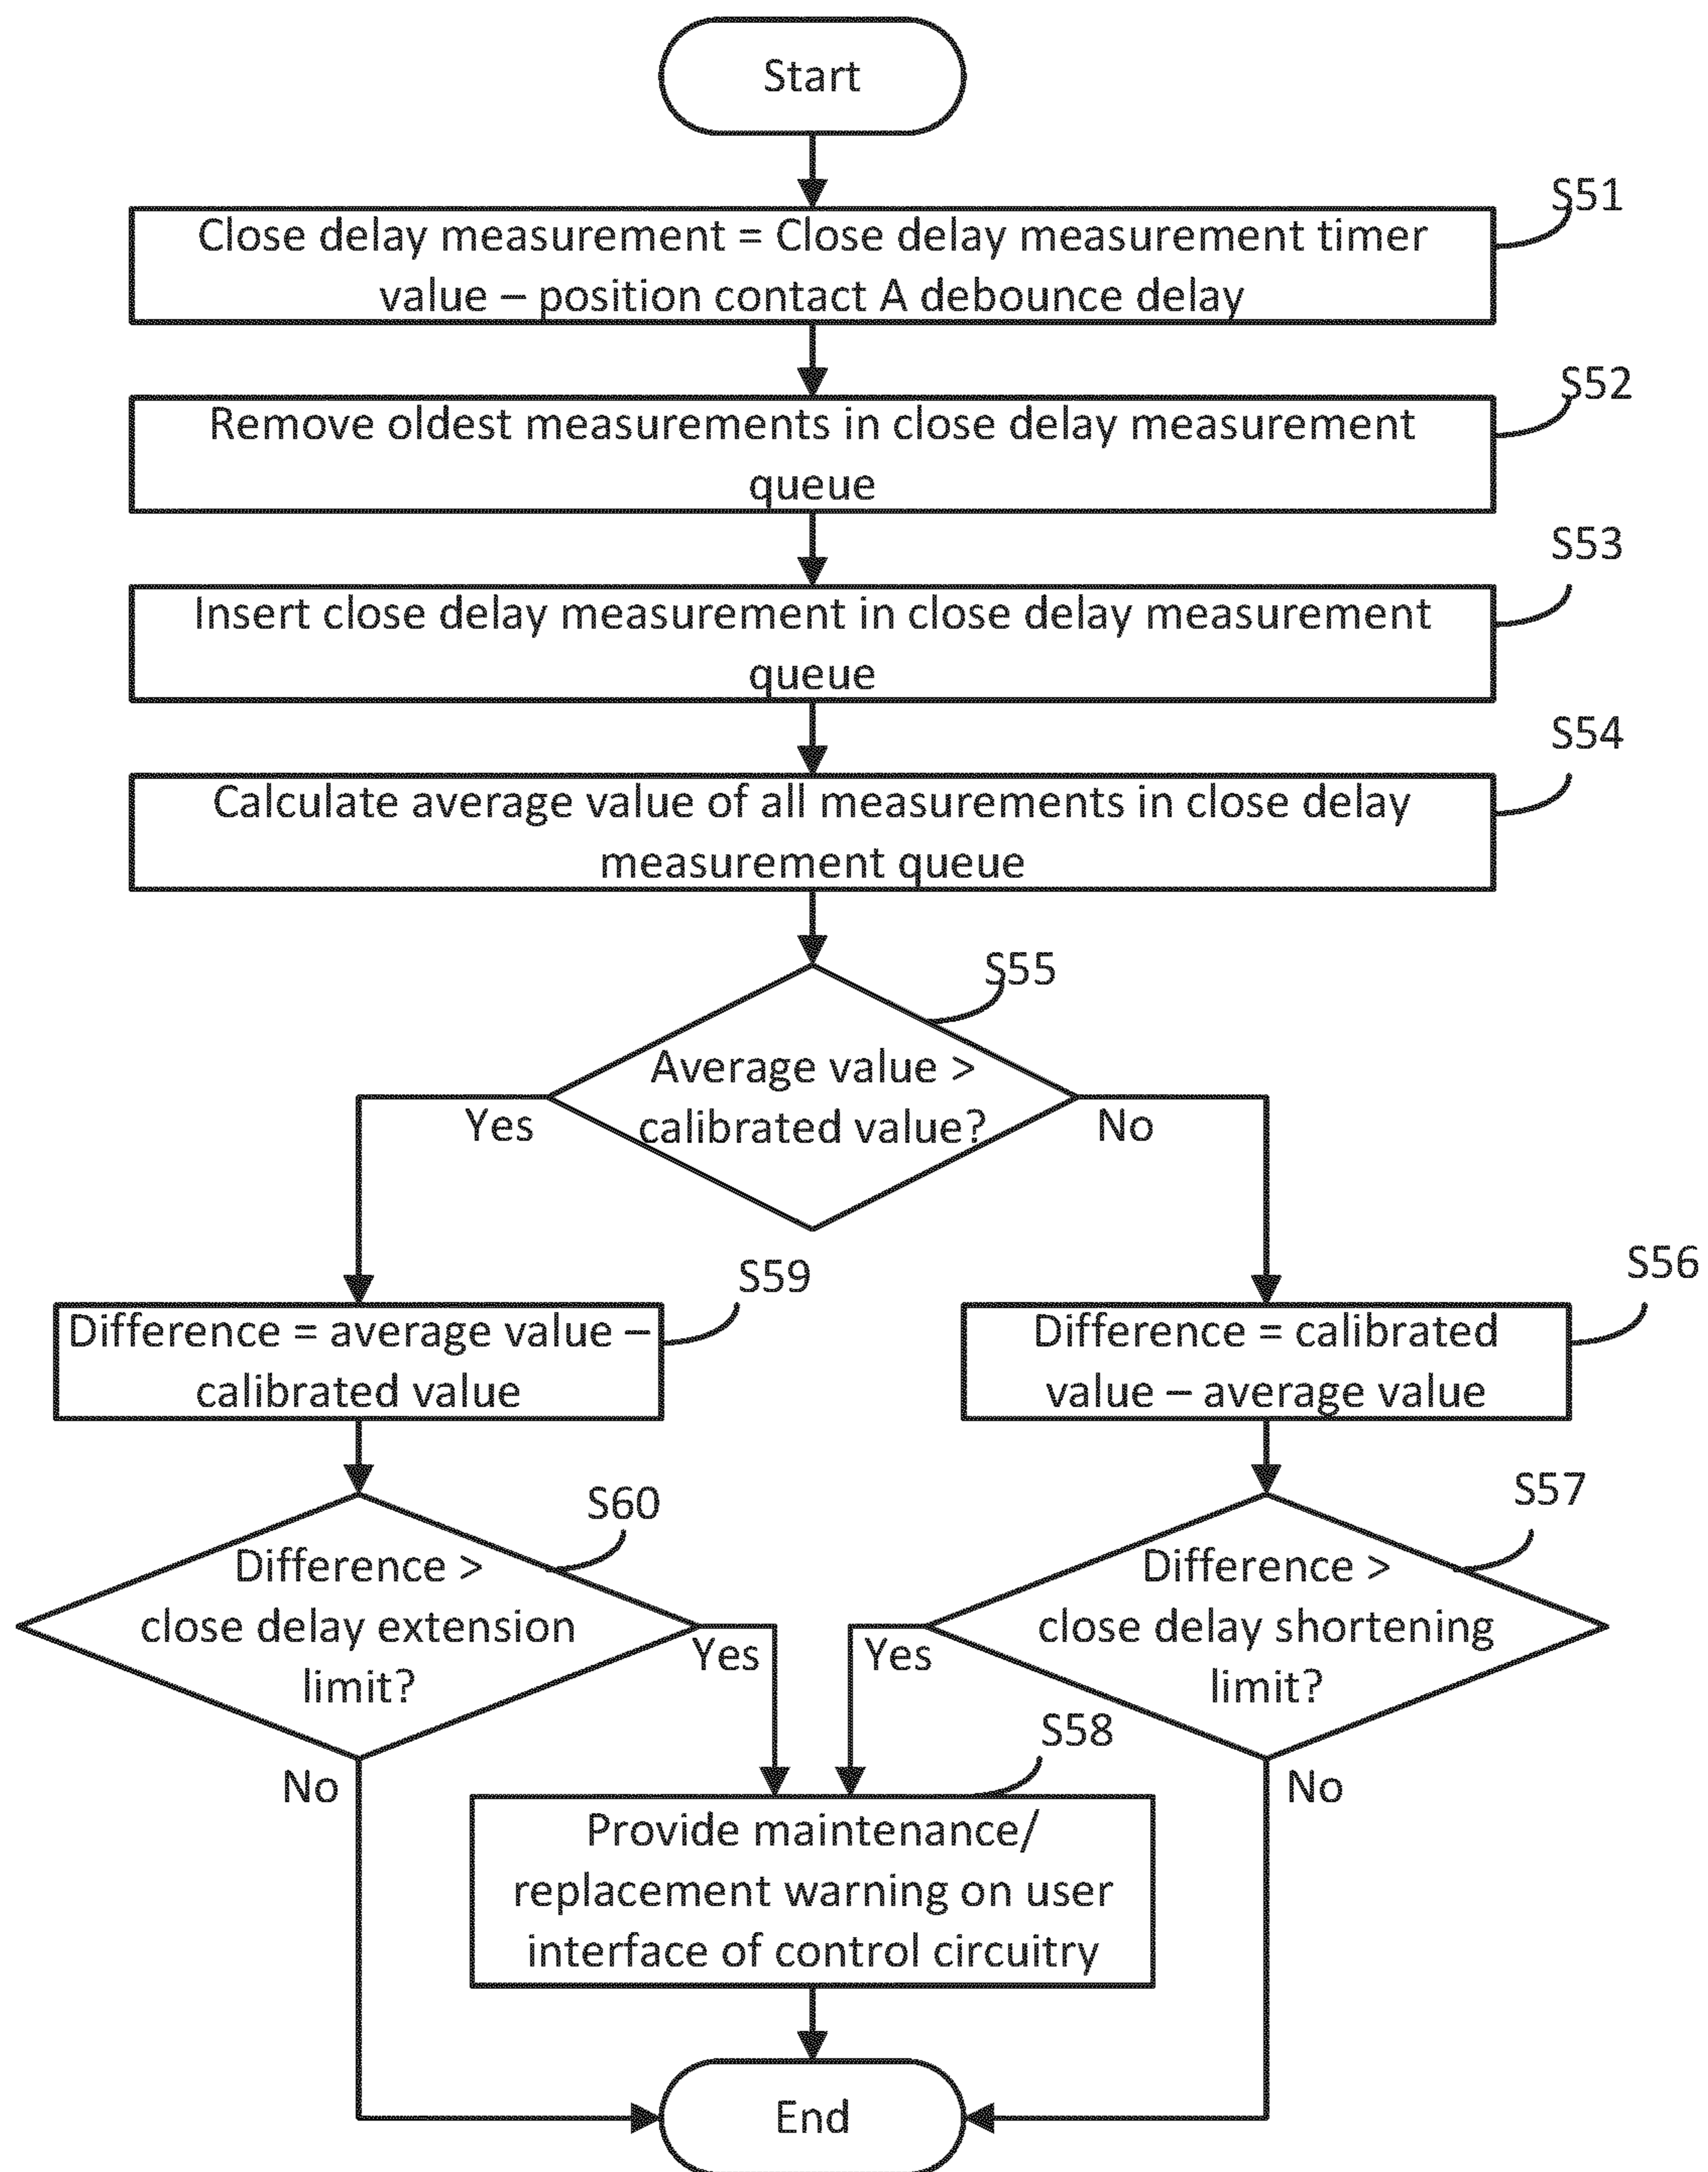 Start
S51
Close delay measurement = Close delay measurement timer
value – position contact A debounce delay
S52
Remove oldest measurements in close delay measurement
queue
S53
Insert close delay measurement in close delay measurement
queue
S54
Calculate average value of all measurements in close delay
measurement queue
S55
Average value >
calibrated value?
Yes
No
S59
Difference = average value –
calibrated value
S56
Difference = calibrated
value – average value
S60
Difference >
close delay extension
limit?
Yes
No
S57
Difference >
close delay shortening
limit?
Yes
No
S58
Provide maintenance/
replacement warning on user
interface of control circuitry
End